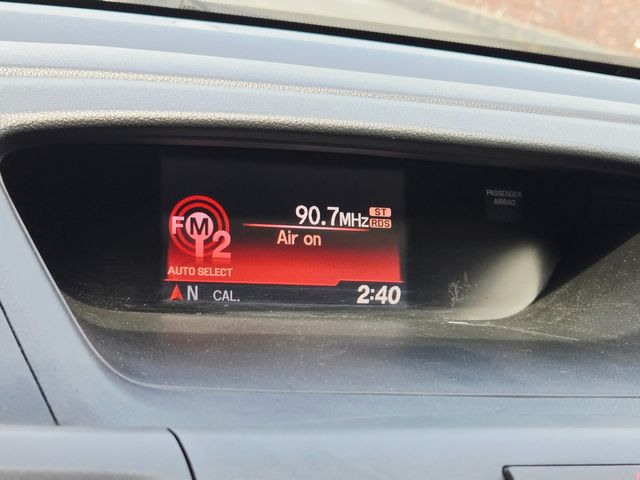 FM2
90.7MHz ST
RDS
Air on
AUTO SELECT
N CAL. 2:40
PASSENGER
AIRBAG